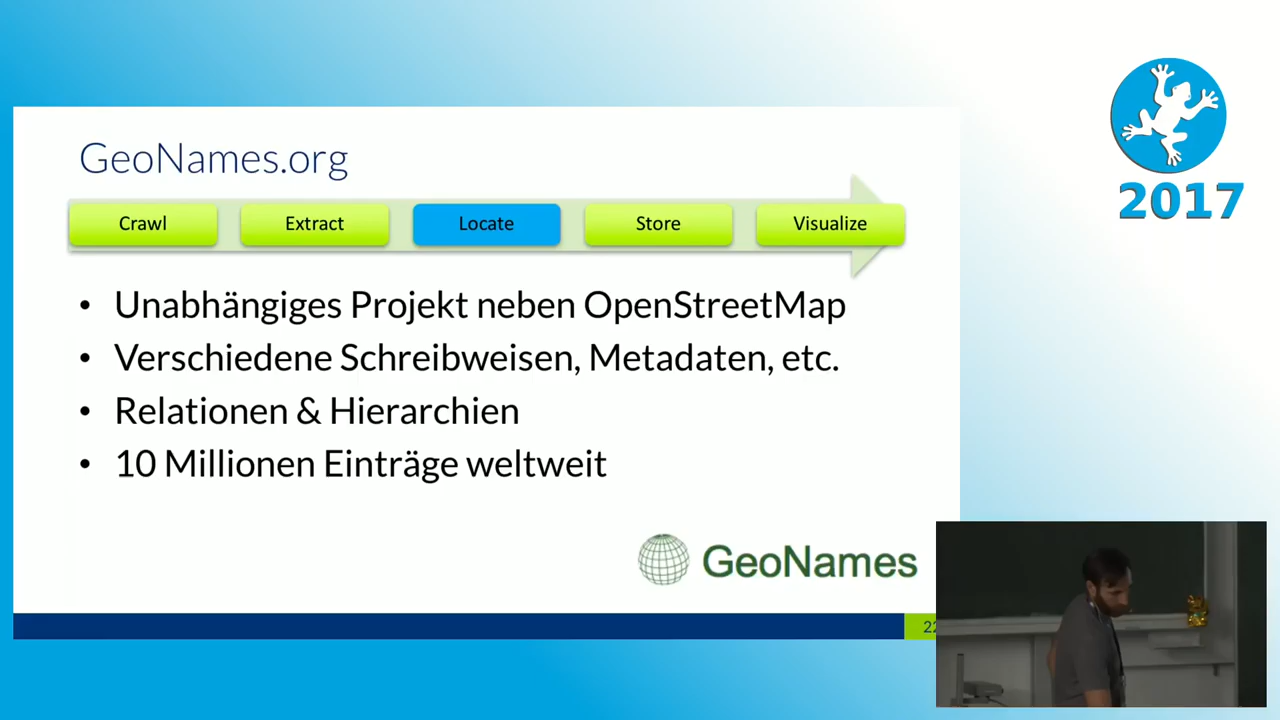 GeoNames.org
Crawl
Extract
Locate
Store
Visualize
• Unabhängiges Projekt neben OpenStreetMap
• Verschiedene Schreibweisen, Metadaten, etc.
• Relationen & Hierarchien
• 10 Millionen Einträge weltweit
GeoNames
22
2017